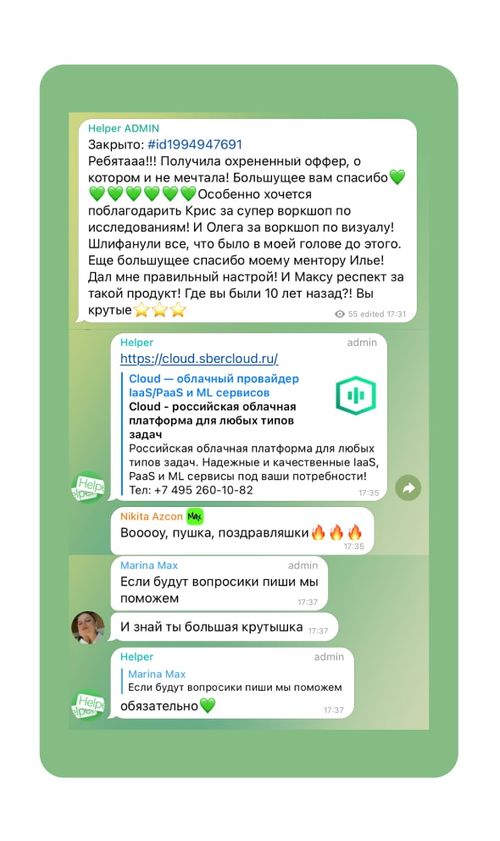 Helper ADMIN
Закрыто: #id1994947691
Ребятааа!!! Получила охрененный оффер, о
котором и не мечтала! Большущее вам спасибо💚
💚💚💚💚💚💚Особенно хочется
поблагодарить Крис за супер воркшоп по
исследованиям! И Олега за воркшоп по визуалу!
Шлифанули все, что было в моей голове до этого.
Еще большущее спасибо моему ментору Илье!
Дал мне правильный настрой! И Максу респект за
такой продукт! Где вы были 10 лет назад?! Вы
крутые⭐⭐⭐ 55 edited 17:31
Helper admin
https://cloud.sbercloud.ru/
Cloud — облачный провайдер
IaaS/PaaS и ML сервисов
Cloud - российская облачная
платформа для любых типов
задач
Российская облачная платформа для любых
типов задач. Надежные и качественные IaaS,
PaaS и ML сервисы под ваши потребности!
Тел: +7 495 260-10-82
17:35
Nikita Azcon MAX
Вооооу, пушка, поздравляшки🔥🔥🔥
17:35
Marina Max admin
Если будут вопросики пиши мы
поможем 17:37
И знай ты большая крутышка 17:37
Helper admin
Marina Max
Если будут вопросики пиши мы поможем
обязательно💚 17:37